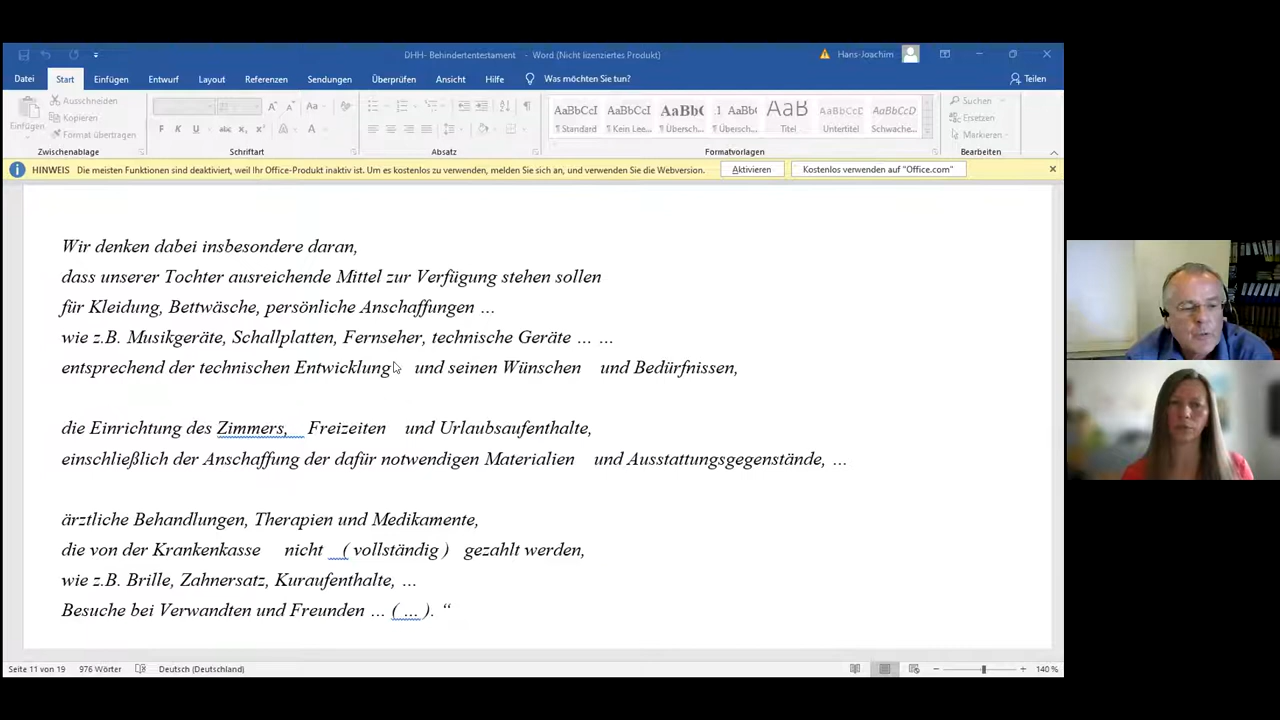 DHH- Behindertentestament - Word (Nicht lizenziertes Produkt)
Hans-Joachim
Datei Start Einfügen Entwurf Layout Referenzen Sendungen Überprüfen Ansicht Hilfe Was möchten Sie tun? Teilen
Einfügen
Ausschneiden
Kopieren
Format übertragen
Zwischenablage
F K U abc x₂ x² A
Aa
Schriftart
Absatz
AaBbCcI AaBbCcI AaBb( 1 AaBb( AaB AaBbCcD AaBbCcD
¶ Standard ¶ Kein Lee... ¶ Übersch... ¶ Übersch... Titel Untertitel Schwache...
Formatvorlagen
Suchen
Ersetzen
Markieren
Bearbeiten
HINWEIS Die meisten Funktionen sind deaktiviert, weil Ihr Office-Produkt inaktiv ist. Um es kostenlos zu verwenden, melden Sie sich an, und verwenden Sie die Webversion. Aktivieren Kostenlos verwenden auf "Office.com"
Wir denken dabei insbesondere daran,
dass unserer Tochter ausreichende Mittel zur Verfügung stehen sollen
für Kleidung, Bettwäsche, persönliche Anschaffungen …
wie z.B. Musikgeräte, Schallplatten, Fernseher, technische Geräte … …
entsprechend der technischen Entwicklung und seinen Wünschen und Bedürfnissen,
die Einrichtung des Zimmers, Freizeiten und Urlaubsaufenthalte,
einschließlich der Anschaffung der dafür notwendigen Materialien und Ausstattungsgegenstände, …
ärztliche Behandlungen, Therapien und Medikamente,
die von der Krankenkasse nicht ( vollständig ) gezahlt werden,
wie z.B. Brille, Zahnersatz, Kuraufenthalte, …
Besuche bei Verwandten und Freunden … ( … ). “
Seite 11 von 19 976 Wörter Deutsch (Deutschland) 140 %